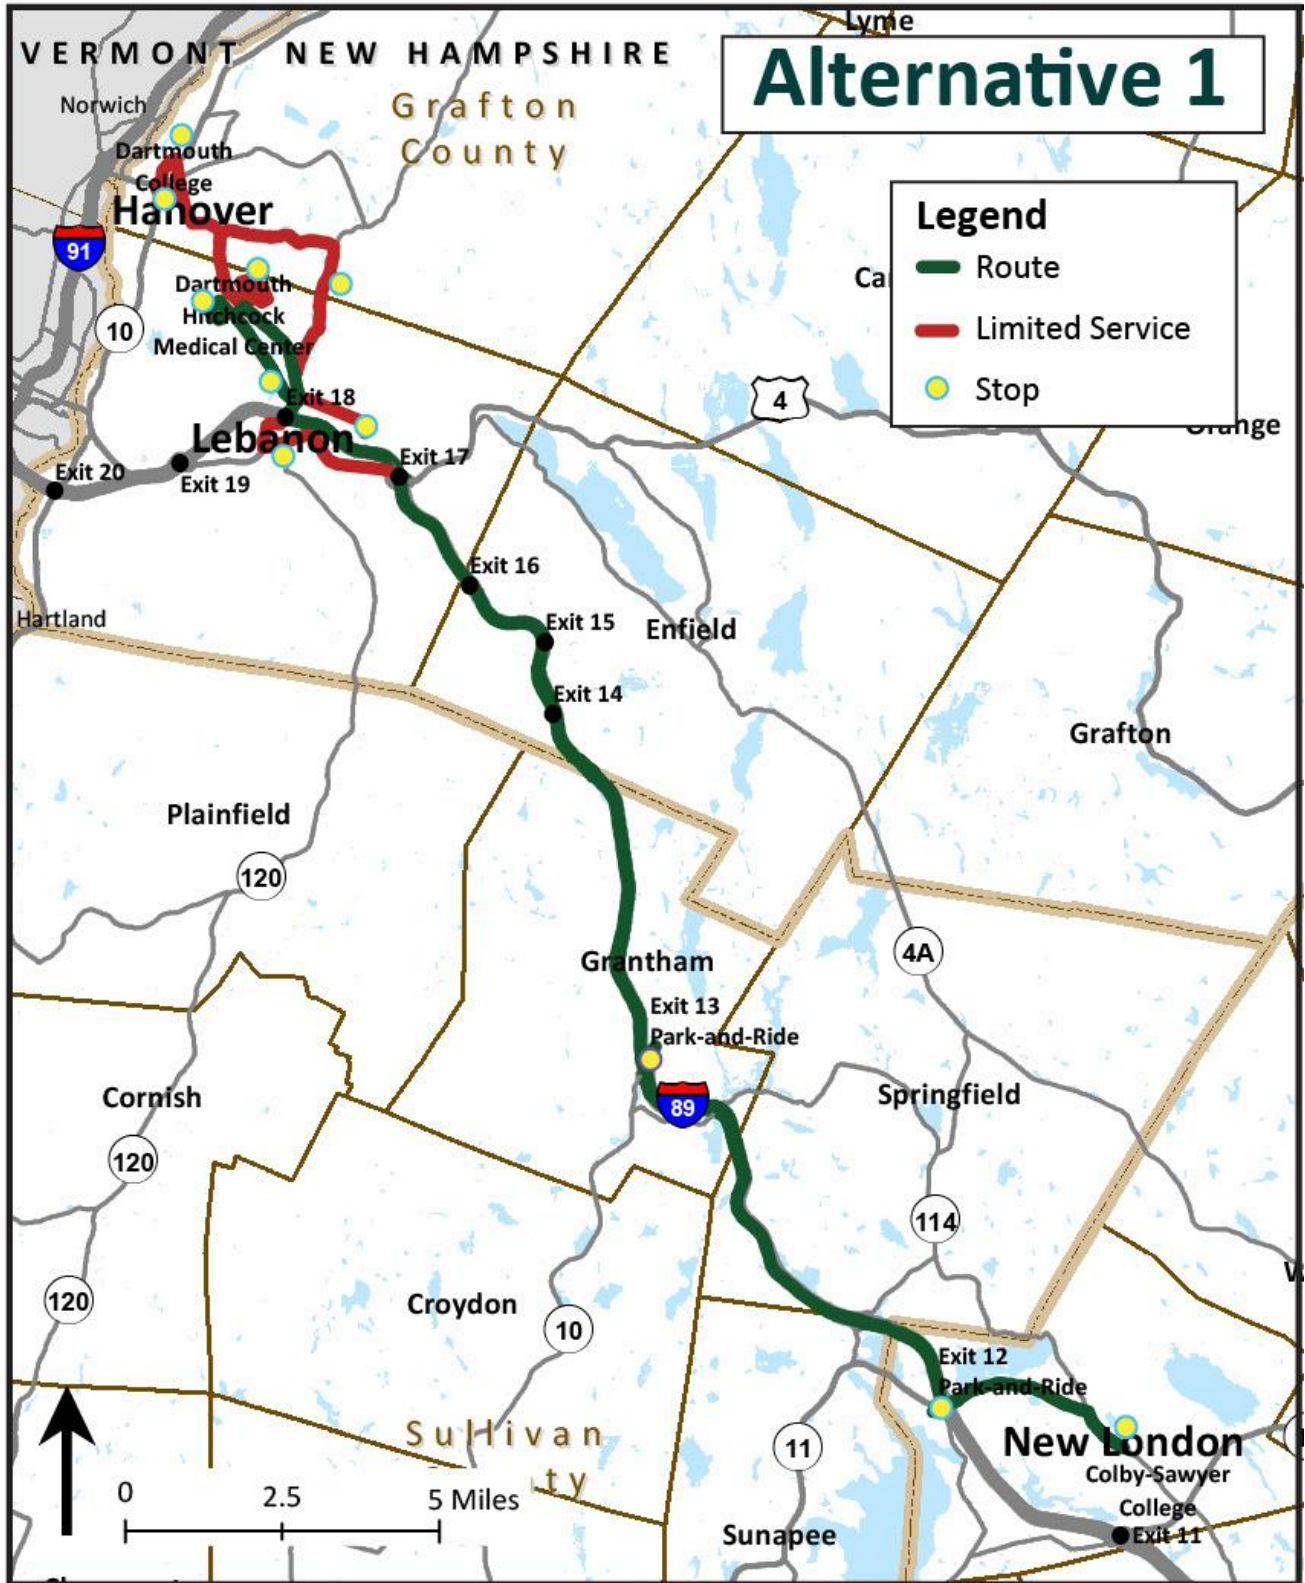 Lyme
VERMONT NEW HAMPSHIRE
Alternative 1
Norwich
Grafton
County
Dartmouth
College
Hanover
Legend
91
Route
Dartmouth
Hitchcock
Medical Center
10
Limited Service
Stop
4
Exit 18
Lebanon
Exit 17
Exit 20
Exit 19
Exit 16
Hartland
Exit 15
Enfield
Exit 14
Grafton
Plainfield
120
4A
Grantham
Exit 13
Park-and-Ride
89
Cornish
Springfield
120
114
120
Croydon
10
Exit 12
Park-and-Ride
Sullivan
ty
11
New London
Colby-Sawyer
College
0 2.5 5 Miles
Sunapee
Exit 11